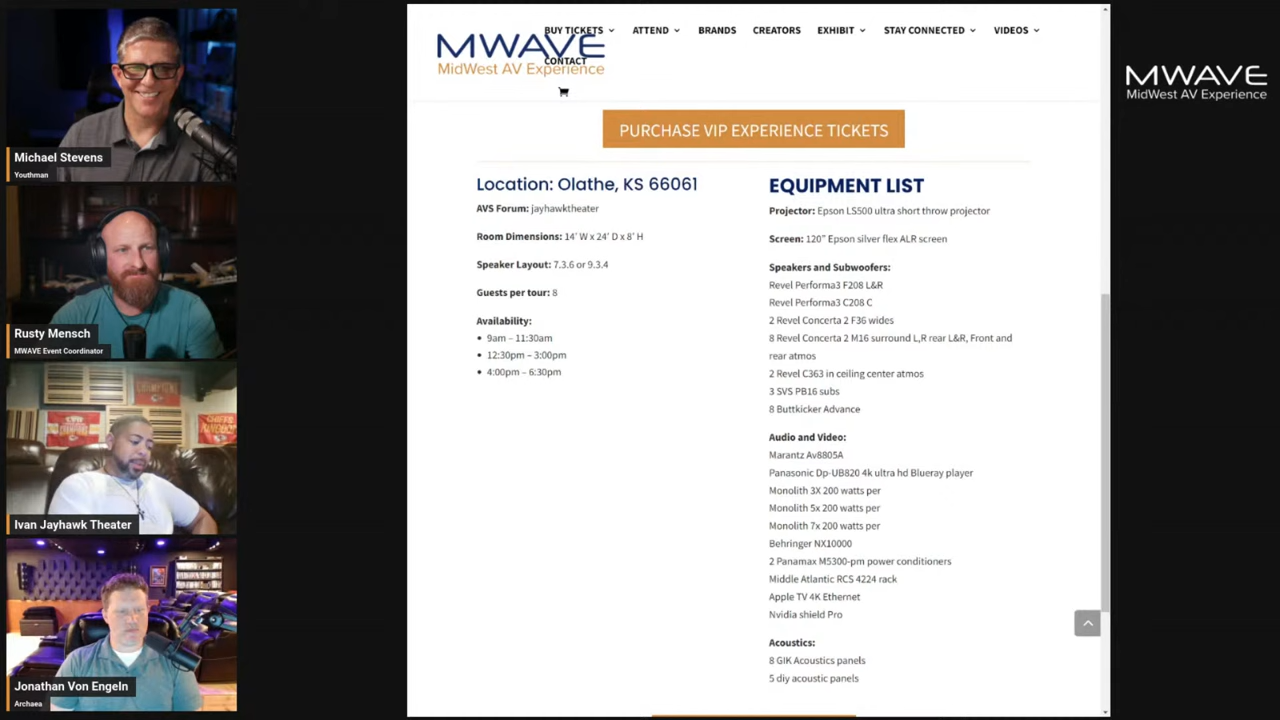 Michael Stevens
Youthman
Rusty Mensch
MWAVE Event Coordinator
Ivan Jayhawk Theater
Jonathan Von Engeln
Archaea
MWAVE
MidWest AV Experience
BUY TICKETS
ATTEND
BRANDS
CREATORS
EXHIBIT
STAY CONNECTED
VIDEOS
CONTACT
PURCHASE VIP EXPERIENCE TICKETS
Location: Olathe, KS 66061
AVS Forum: jayhawktheater
Room Dimensions: 14' W x 24' D x 8' H
Speaker Layout: 7.3.6 or 9.3.4
Guests per tour: 8
Availability:
• 9am – 11:30am
• 12:30pm – 3:00pm
• 4:00pm – 6:30pm
EQUIPMENT LIST
Projector: Epson LS500 ultra short throw projector
Screen: 120" Epson silver flex ALR screen
Speakers and Subwoofers:
Revel Performa3 F208 L&R
Revel Performa3 C208 C
2 Revel Concerta 2 F36 wides
8 Revel Concerta 2 M16 surround L,R rear L&R, Front and
rear atmos
2 Revel C363 in ceiling center atmos
3 SVS PB16 subs
8 Buttkicker Advance
Audio and Video:
Marantz Av8805A
Panasonic Dp-UB820 4k ultra hd Blueray player
Monolith 3X 200 watts per
Monolith 5x 200 watts per
Monolith 7x 200 watts per
Behringer NX10000
2 Panamax M5300-pm power conditioners
Middle Atlantic RCS 4224 rack
Apple TV 4K Ethernet
Nvidia shield Pro
Acoustics:
8 GIK Acoustics panels
5 diy acoustic panels
MWAVE
MidWest AV Experience